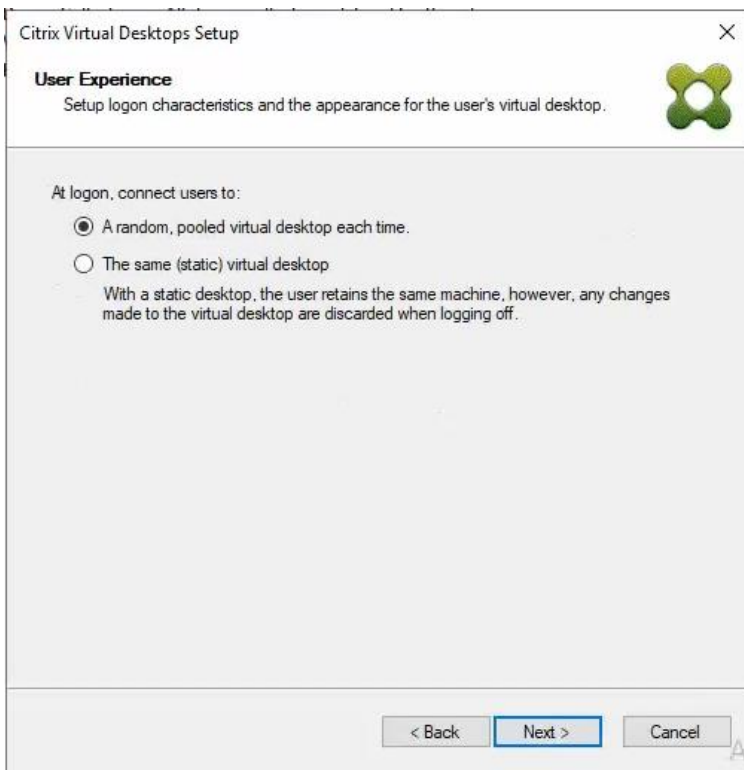 Citrix Virtual Desktops Setup
User Experience
Setup logon characteristics and the appearance for the user's virtual desktop.
At logon, connect users to:
A random, pooled virtual desktop each time.
The same (static) virtual desktop
With a static desktop, the user retains the same machine, however, any changes
made to the virtual desktop are discarded when logging off.
< Back Next > Cancel